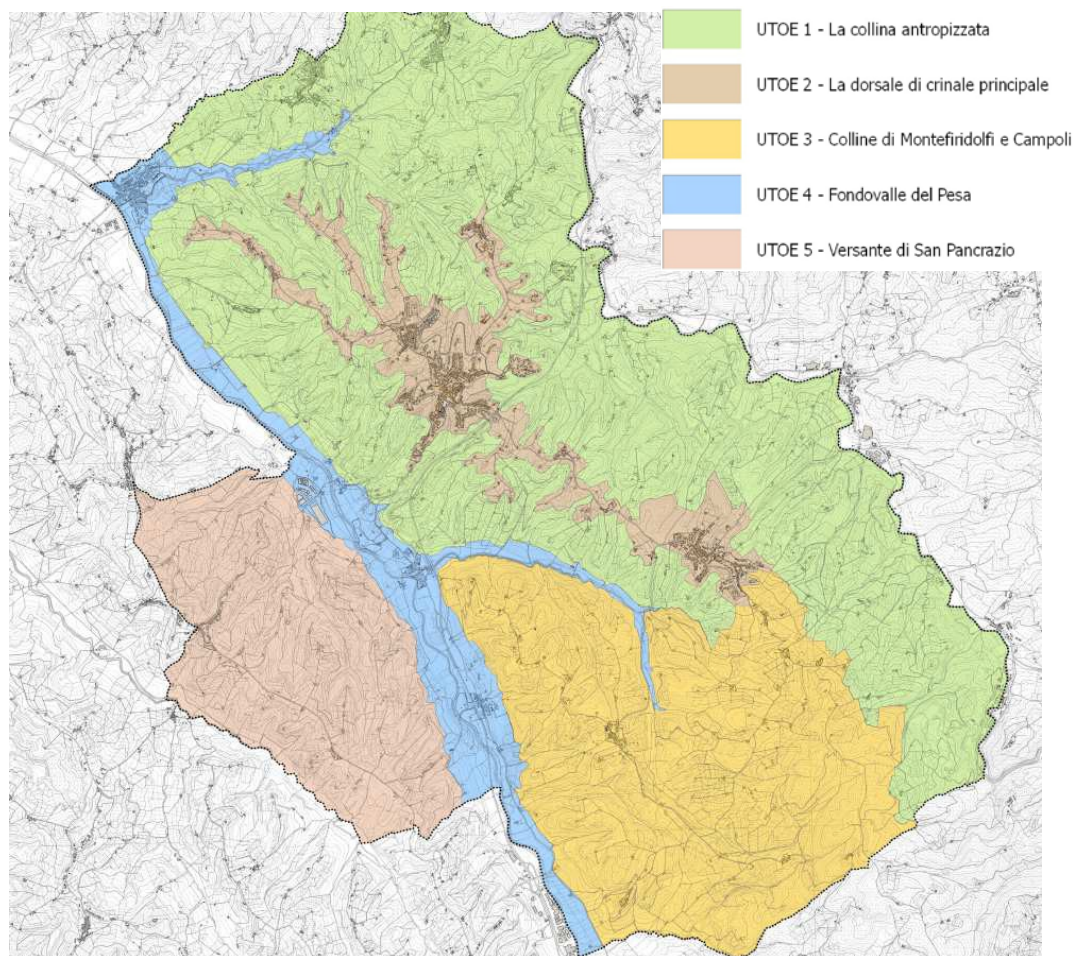 UTOE 1 - La collina antropizzata
UTOE 2 - La dorsale di crinale principale
UTOE 3 - Colline di Montefiridolfi e Campoli
UTOE 4 - Fondovalle del Pesa
UTOE 5 - Versante di San Pancrazio